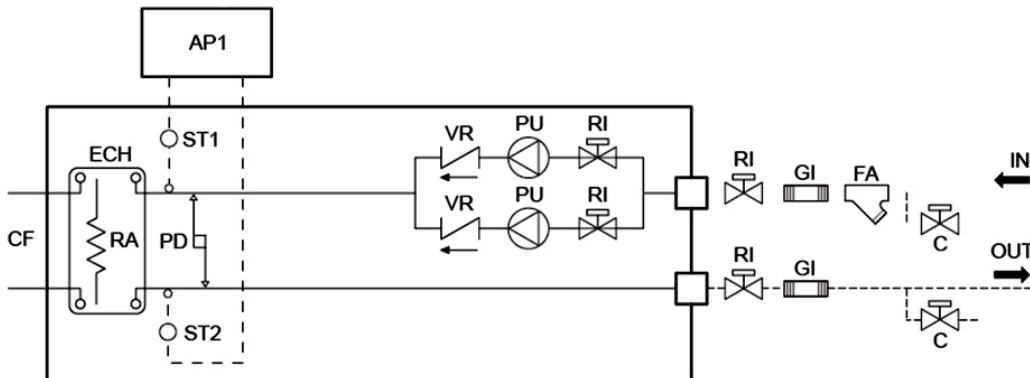 AP1
ST1
VR
PU
RI
ECH
RI
GI
FA
IN
VR
PU
RI
CF
RA
PD
C
OUT
RI
GI
ST2
C